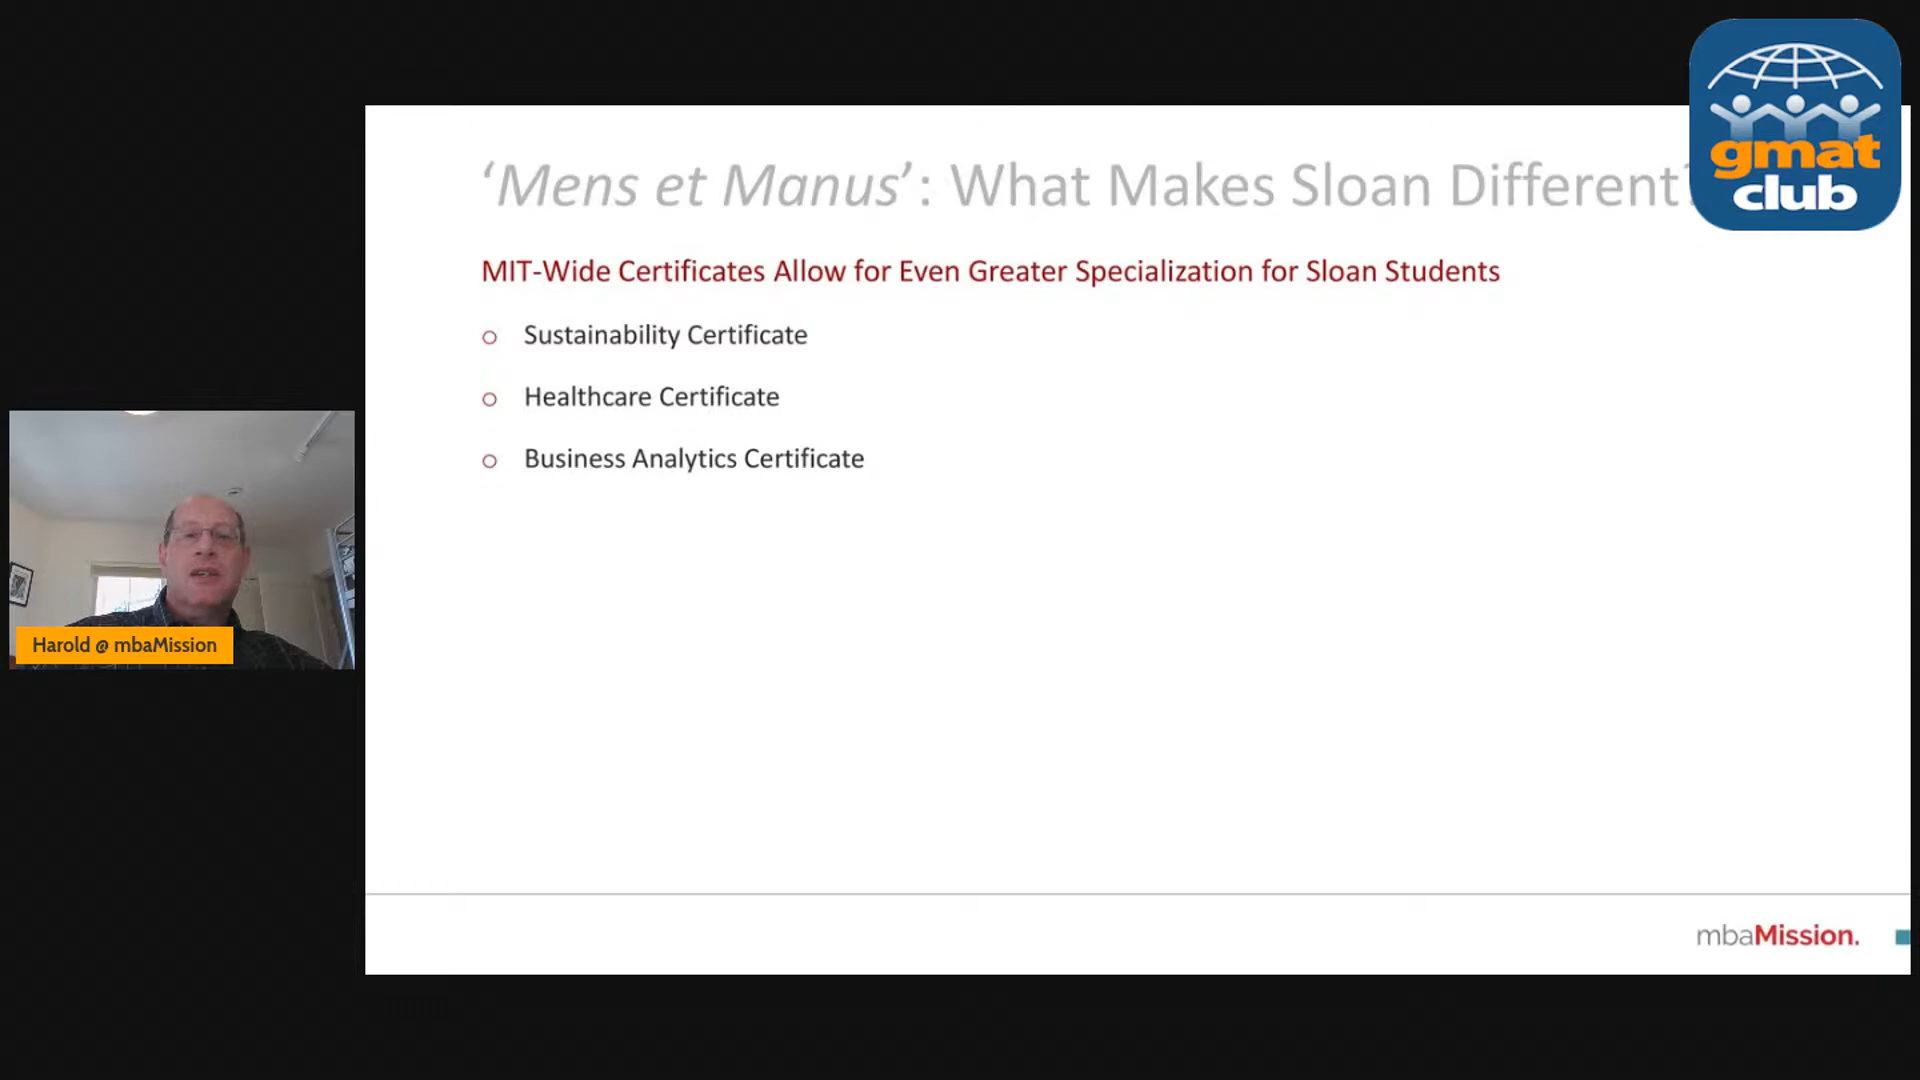 gmat
club
‘Mens et Manus’: What Makes Sloan Different?
MIT-Wide Certificates Allow for Even Greater Specialization for Sloan Students
Sustainability Certificate
Healthcare Certificate
Business Analytics Certificate
Harold @ mbaMission
mbaMission.